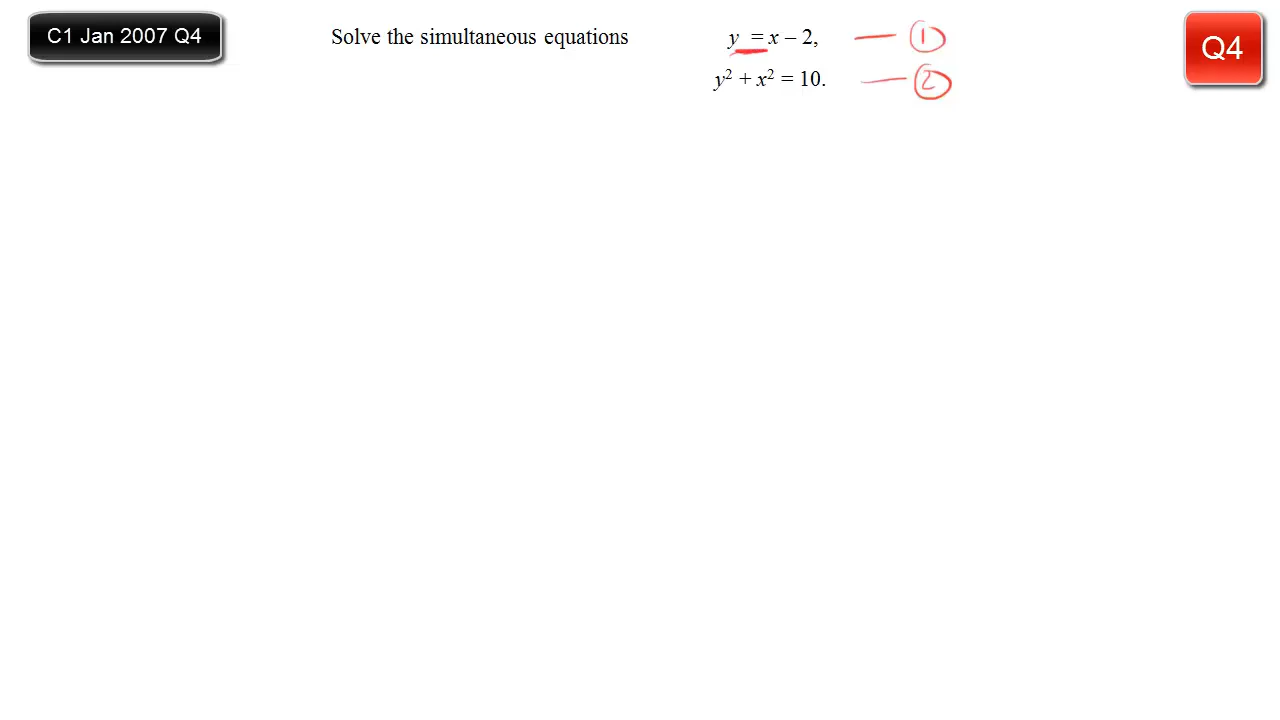 C1 Jan 2007 Q4
Solve the simultaneous equations y = x – 2, — ①
y² + x² = 10. — ②
Q4